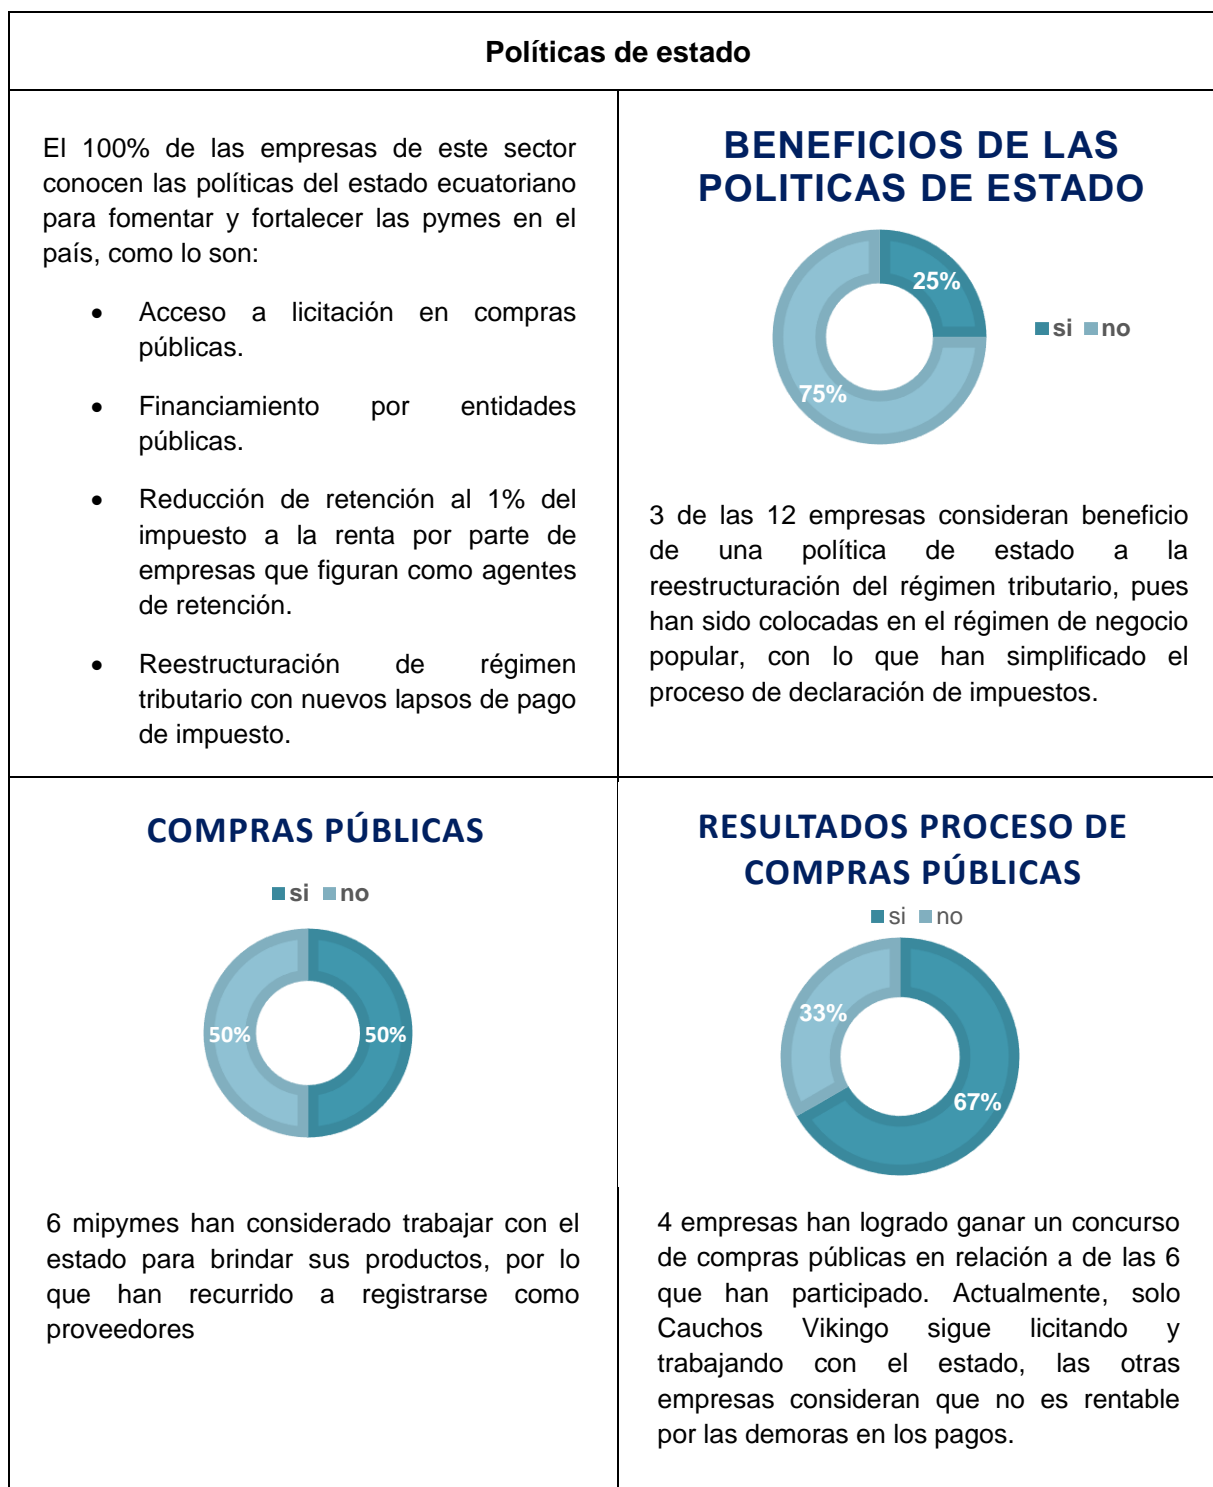 Políticas de estado
El 100% de las empresas de este sector
conocen las políticas del estado ecuatoriano
para fomentar y fortalecer las pymes en el
país, como lo son:
• Acceso a licitación en compras
públicas.
• Financiamiento por entidades
públicas.
• Reducción de retención al 1% del
impuesto a la renta por parte de
empresas que figuran como agentes
de retención.
• Reestructuración de régimen
tributario con nuevos lapsos de pago
de impuesto.
BENEFICIOS DE LAS
POLITICAS DE ESTADO
25%
si no
75%
3 de las 12 empresas consideran beneficio
de una política de estado a la
reestructuración del régimen tributario, pues
han sido colocadas en el régimen de negocio
popular, con lo que han simplificado el
proceso de declaración de impuestos.
COMPRAS PÚBLICAS
si no
50% 50%
6 mipymes han considerado trabajar con el
estado para brindar sus productos, por lo
que han recurrido a registrarse como
proveedores
RESULTADOS PROCESO DE
COMPRAS PÚBLICAS
si no
33%
67%
4 empresas han logrado ganar un concurso
de compras públicas en relación a de las 6
que han participado. Actualmente, solo
Cauchos Vikingo sigue licitando y
trabajando con el estado, las otras
empresas consideran que no es rentable
por las demoras en los pagos.